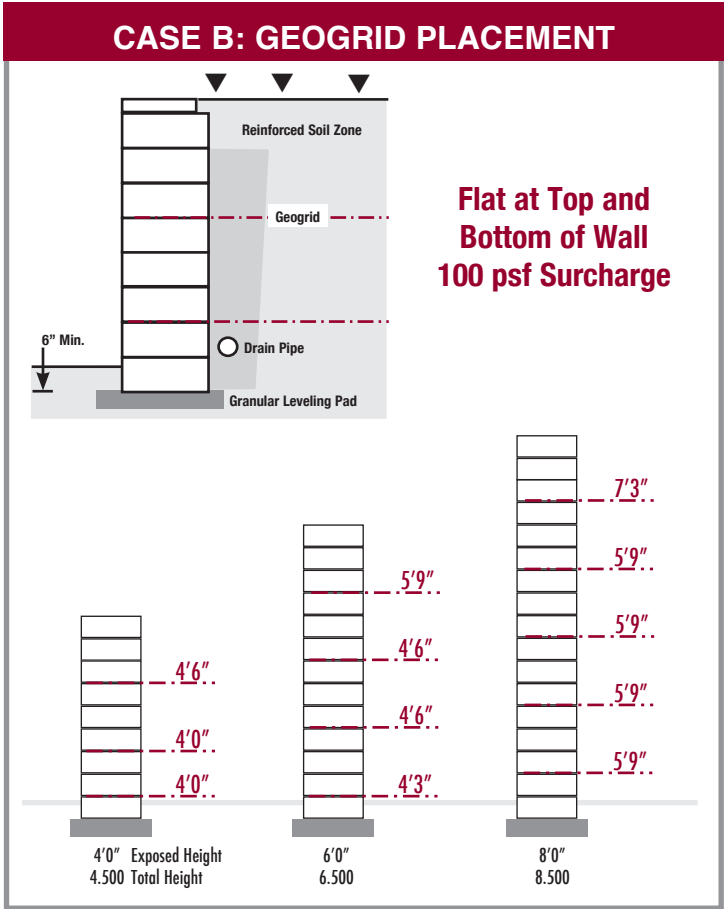 CASE B: GEOGRID PLACEMENT
Reinforced Soil Zone
Flat at Top and
Bottom of Wall
100 psf Surcharge
Geogrid
6” Min.
Drain Pipe
Granular Leveling Pad
4’6”
4’0”
4’0”
5’9”
4’6”
4’6”
4’3”
7’3”
5’9”
5’9”
5’9”
5’9”
4’0” Exposed Height
4.500 Total Height
6’0”
6.500
8’0”
8.500